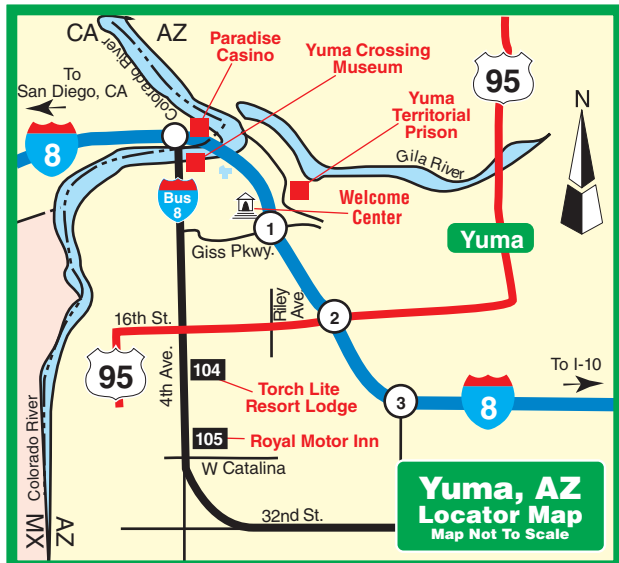 CA AZ
Colorado River
To
San Diego, CA
Paradise
Casino
Yuma Crossing
Museum
95
N
8
Yuma
Territorial
Prison
Gila River
Bus
8
Welcome
Center
1
Giss Pkwy.
Yuma
Riley
Ave.
16th St.
2
95
4th Ave.
104
Torch Lite
Resort Lodge
To I-10
3
8
105
Royal Motor Inn
W Catalina
Colorado River
MX AZ
32nd St.
Yuma, AZ
Locator Map
Map Not To Scale